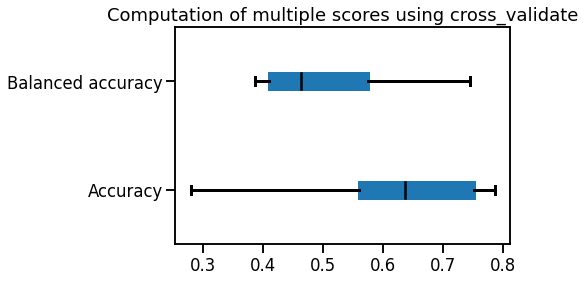 Computation of multiple scores using cross_validate
Balanced accuracy
Accuracy
0.3 0.4 0.5 0.6 0.7 0.8